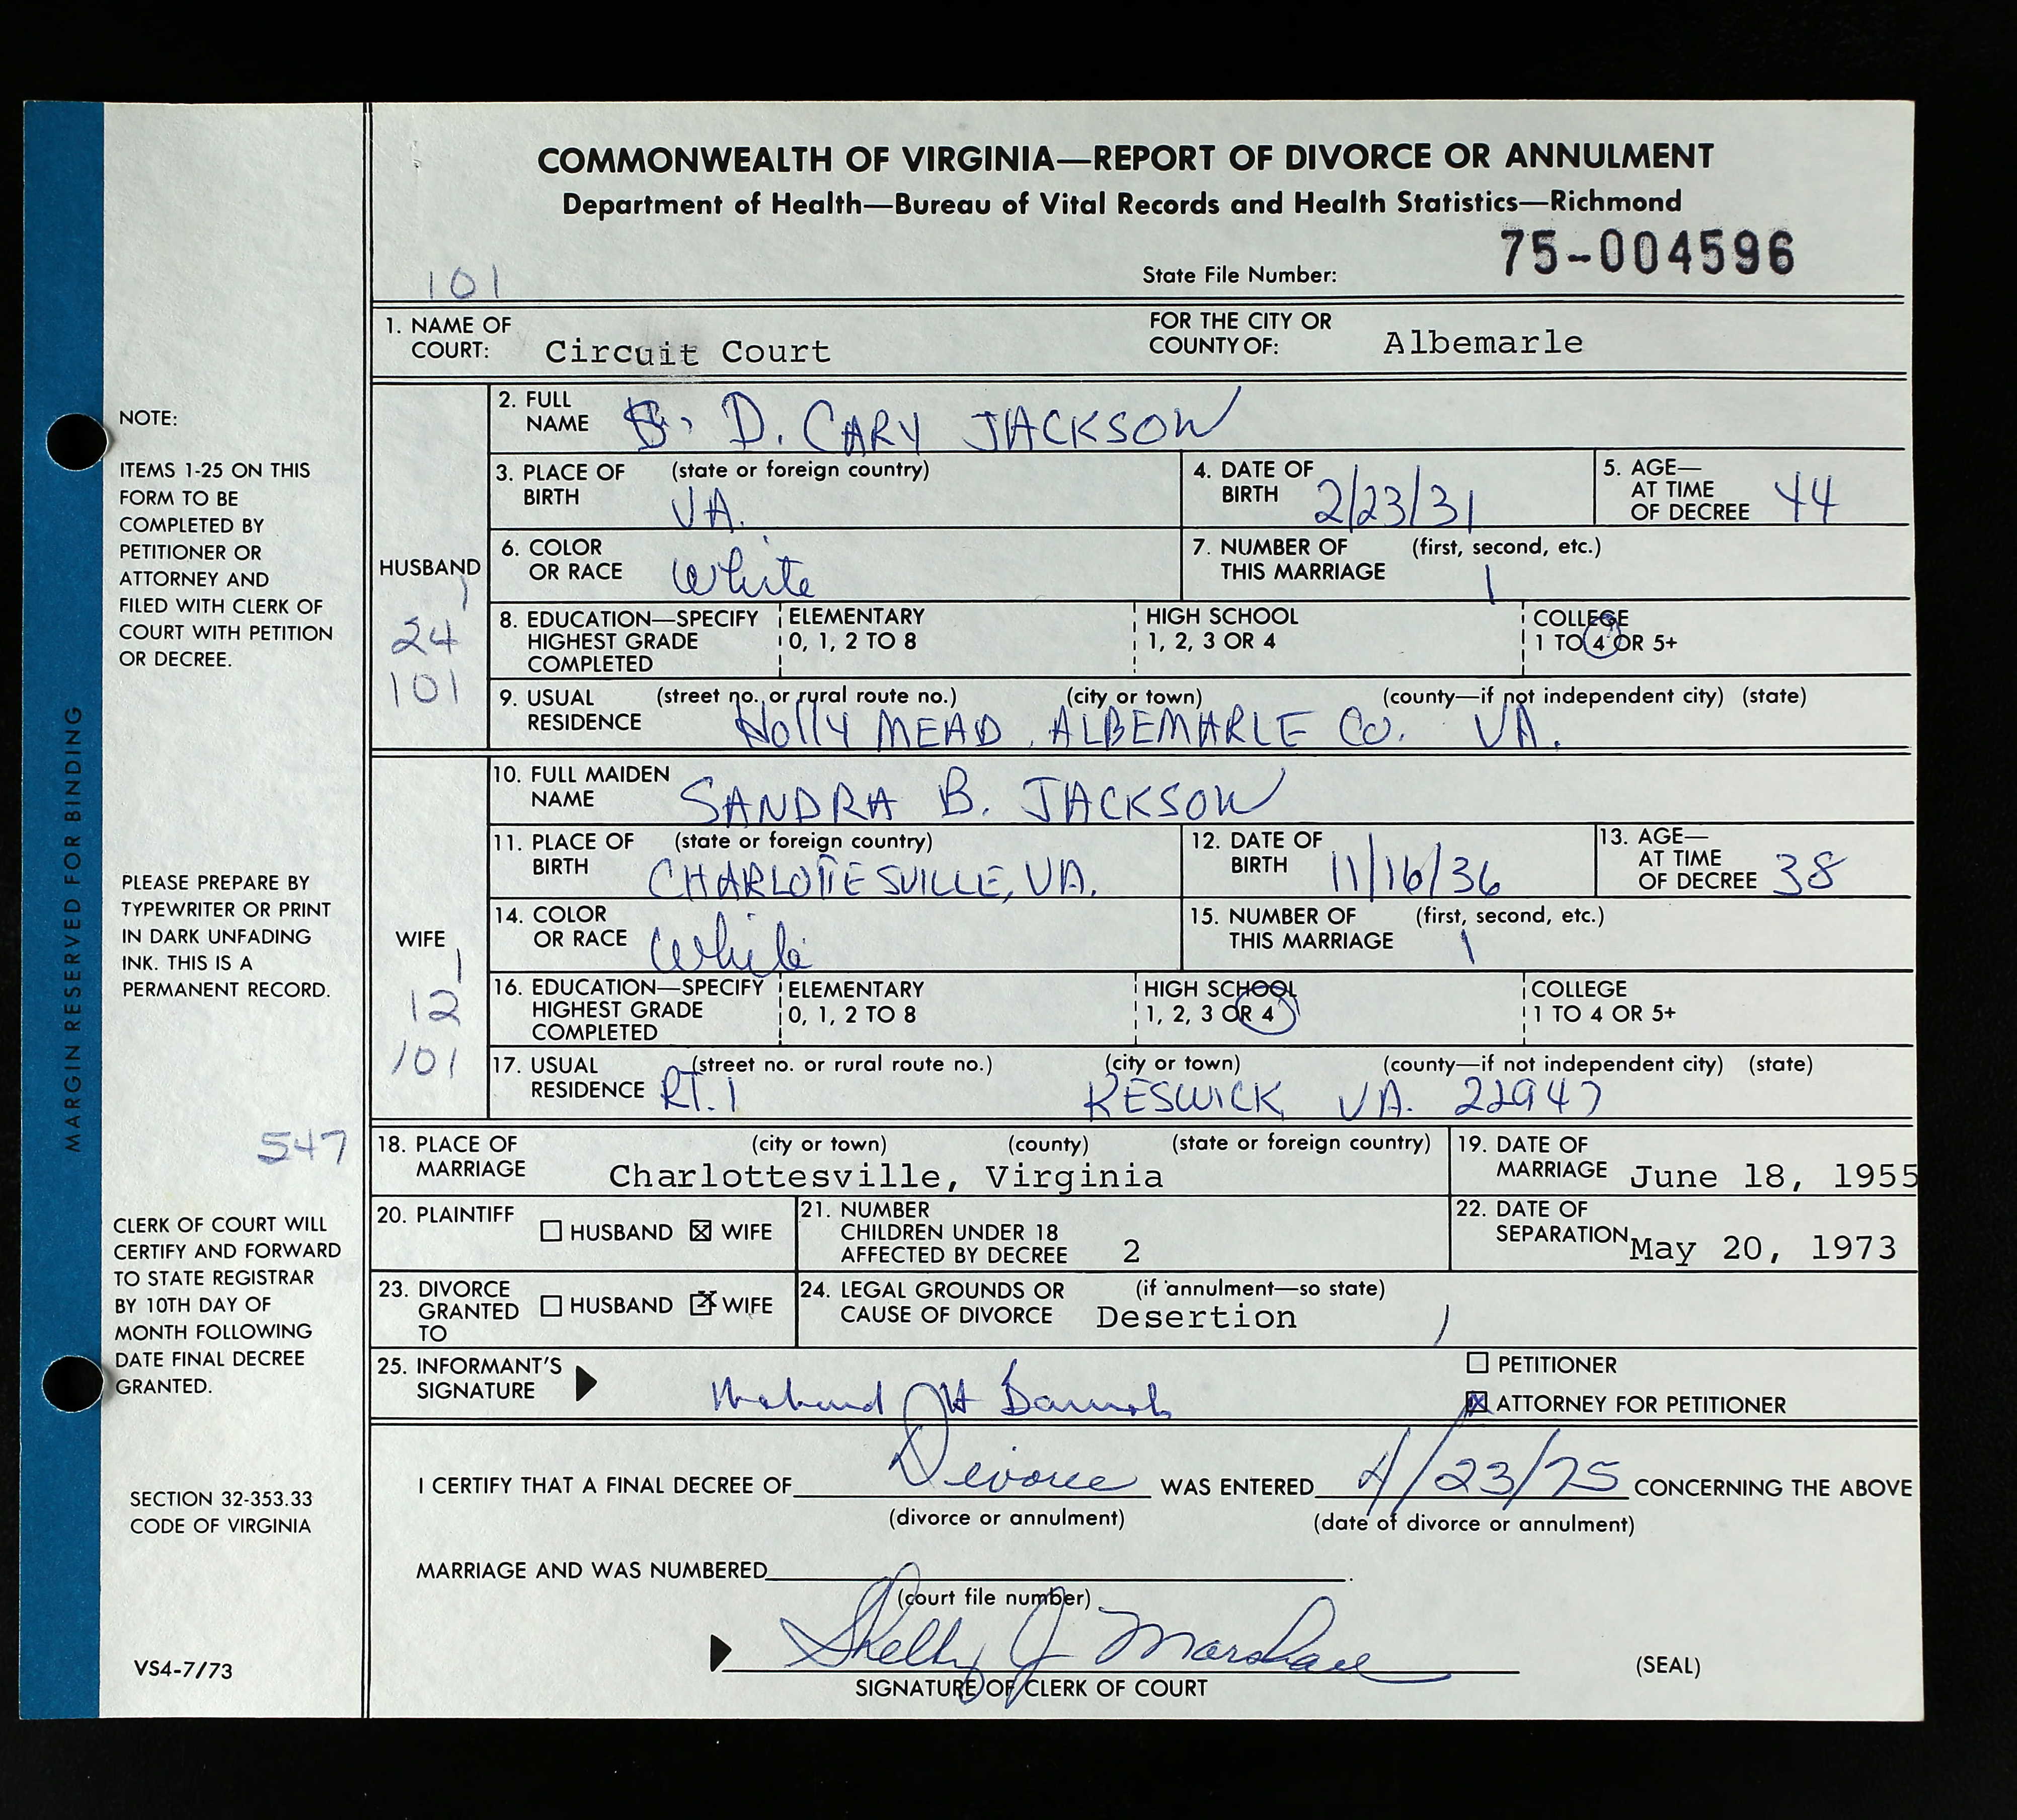 COMMONWEALTH OF VIRGINIA—REPORT OF DIVORCE OR ANNULMENT
Department of Health—Bureau of Vital Records and Health Statistics—Richmond
75-004596
State File Number:
101
1. NAME OF COURT: Circuit Court FOR THE CITY OR COUNTY OF: Albemarle
HUSBAND
1
24
101
2. FULL NAME D. CARY JACKSON
3. PLACE OF BIRTH (state or foreign country) VA.
4. DATE OF BIRTH 2/23/31
5. AGE— AT TIME OF DECREE 44
6. COLOR OR RACE White
7. NUMBER OF THIS MARRIAGE (first, second, etc.) 1
8. EDUCATION—SPECIFY HIGHEST GRADE COMPLETED
ELEMENTARY 0, 1, 2 TO 8
HIGH SCHOOL 1, 2, 3 OR 4
COLLEGE 1 TO 4 OR 5+
9. USUAL RESIDENCE (street no. or rural route no.) (city or town) (county—if not independent city) (state)
Holly MEAD, ALBEMARLE CO. VA.
WIFE
1
12
101
10. FULL MAIDEN NAME SANDRA B. JACKSON
11. PLACE OF BIRTH (state or foreign country) CHARLOTTESVILLE, VA.
12. DATE OF BIRTH 11/16/36
13. AGE— AT TIME OF DECREE 38
14. COLOR OR RACE White
15. NUMBER OF THIS MARRIAGE (first, second, etc.) 1
16. EDUCATION—SPECIFY HIGHEST GRADE COMPLETED
ELEMENTARY 0, 1, 2 TO 8
HIGH SCHOOL 1, 2, 3 OR 4
COLLEGE 1 TO 4 OR 5+
17. USUAL RESIDENCE (street no. or rural route no.) (city or town) (county—if not independent city) (state)
RT. 1 KESWICK VA. 22947
547
18. PLACE OF MARRIAGE (city or town) (county) (state or foreign country)
Charlottesville, Virginia
19. DATE OF MARRIAGE June 18, 1955
20. PLAINTIFF ☐ HUSBAND ☒ WIFE
21. NUMBER CHILDREN UNDER 18 AFFECTED BY DECREE 2
22. DATE OF SEPARATION May 20, 1973
23. DIVORCE GRANTED TO ☐ HUSBAND ☒ WIFE
24. LEGAL GROUNDS OR CAUSE OF DIVORCE (if annulment—so state) Desertion
25. INFORMANT'S SIGNATURE
☐ PETITIONER
☒ ATTORNEY FOR PETITIONER
I CERTIFY THAT A FINAL DECREE OF Divorce WAS ENTERED 4/23/75 CONCERNING THE ABOVE
(divorce or annulment) (date of divorce or annulment)
MARRIAGE AND WAS NUMBERED
(court file number)
Shelby J Marshall
SIGNATURE OF CLERK OF COURT
(SEAL)
MARGIN RESERVED FOR BINDING
NOTE:
ITEMS 1-25 ON THIS
FORM TO BE
COMPLETED BY
PETITIONER OR
ATTORNEY AND
FILED WITH CLERK OF
COURT WITH PETITION
OR DECREE.
PLEASE PREPARE BY
TYPEWRITER OR PRINT
IN DARK UNFADING
INK. THIS IS A
PERMANENT RECORD.
CLERK OF COURT WILL
CERTIFY AND FORWARD
TO STATE REGISTRAR
BY 10TH DAY OF
MONTH FOLLOWING
DATE FINAL DECREE
GRANTED.
SECTION 32-353.33
CODE OF VIRGINIA
VS4-7/73